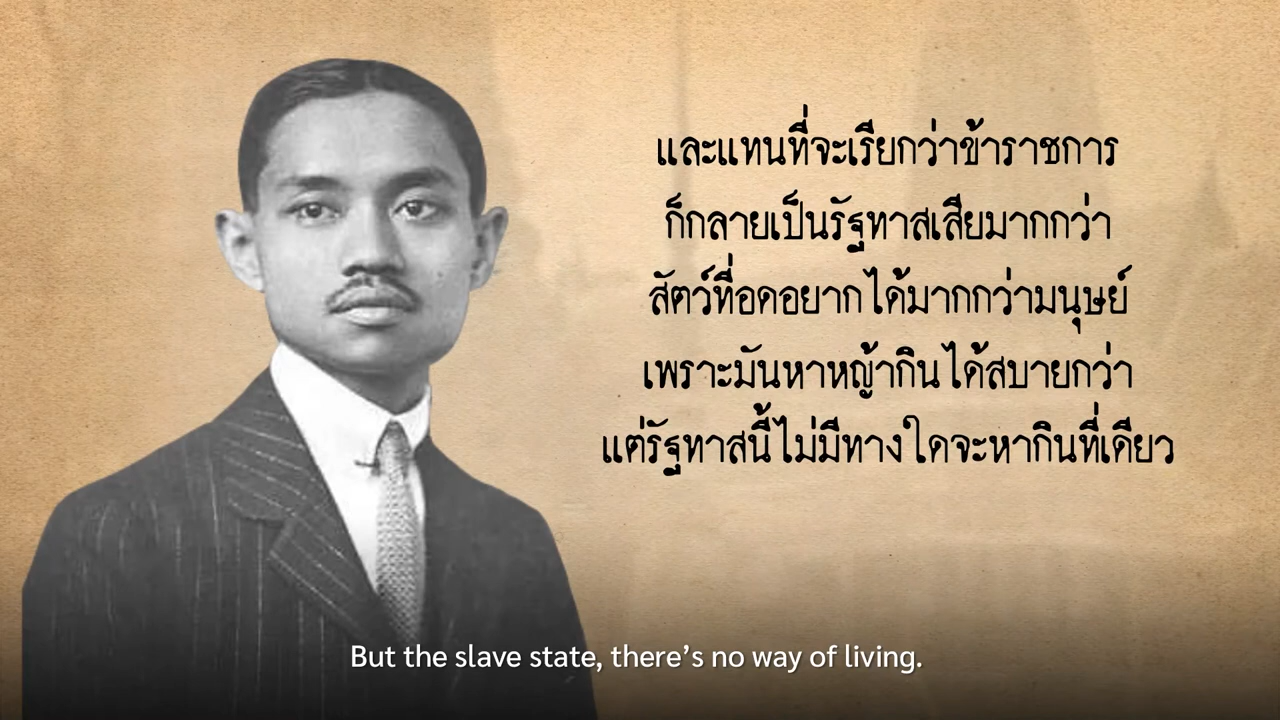 และแทนที่จะเรียกว่าข้าราชการ
ก็กลายเป็นรัฐทาสเสียมากกว่า
สัตว์ที่อดอยากได้มากกว่ามนุษย์
เพราะมันหาหญ้ากินได้สบายกว่า
แต่รัฐทาสนี้ไม่มีทางใดจะหากินทีเดียว
But the slave state, there’s no way of living.